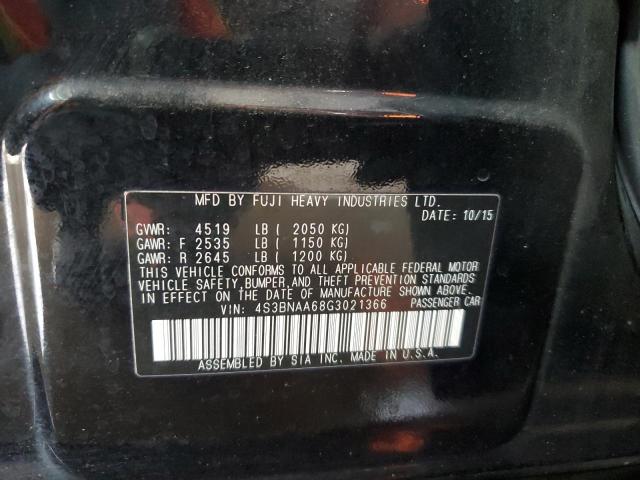 MFD BY FUJI HEAVY INDUSTRIES LTD.
DATE: 10/15
GVWR: 4519 LB ( 2050 KG)
GAWR: F 2535 LB ( 1150 KG)
GAWR: R 2645 LB ( 1200 KG)
THIS VEHICLE CONFORMS TO ALL APPLICABLE FEDERAL MOTOR
VEHICLE SAFETY, BUMPER, AND THEFT PREVENTION STANDARDS
IN EFFECT ON THE DATE OF MANUFACTURE SHOWN ABOVE.
VIN: 4S3BNAA68G3021366 PASSENGER CAR
ASSEMBLED BY SIA INC. MADE IN U.S.A.